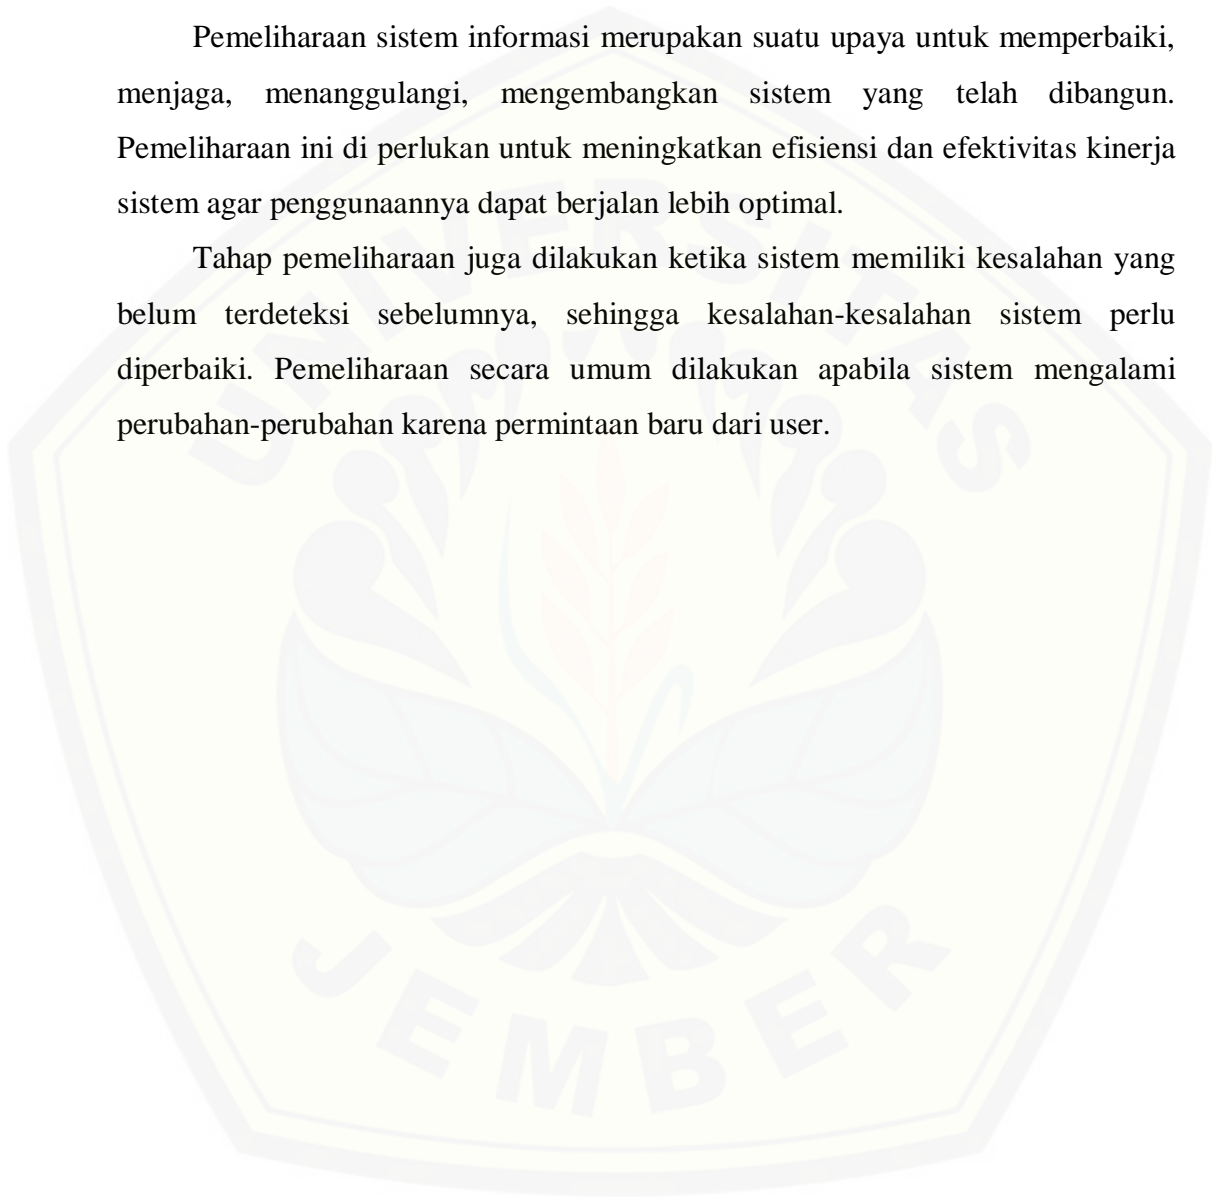 Pemeliharaan sistem informasi merupakan suatu upaya untuk memperbaiki,
menjaga, menanggulangi, mengembangkan sistem yang telah dibangun.
Pemeliharaan ini di perlukan untuk meningkatkan efisiensi dan efektivitas kinerja
sistem agar penggunaannya dapat berjalan lebih optimal.
Tahap pemeliharaan juga dilakukan ketika sistem memiliki kesalahan yang
belum terdeteksi sebelumnya, sehingga kesalahan-kesalahan sistem perlu
diperbaiki. Pemeliharaan secara umum dilakukan apabila sistem mengalami
perubahan-perubahan karena permintaan baru dari user.
UNIVERSITAS
JEMBER